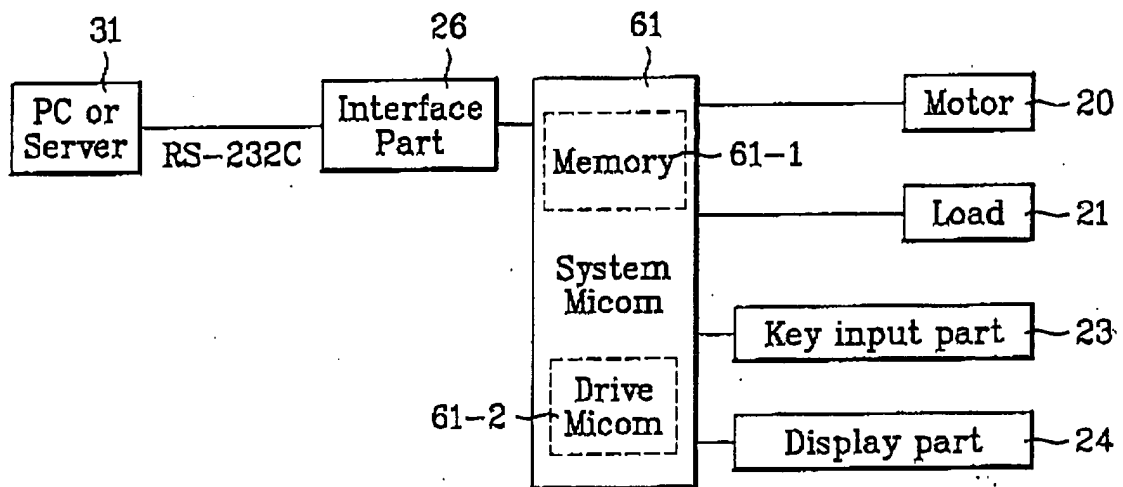 31
26
61
PC or
Server
RS-232C
Interface
Part
Memory
61-1
System
Micom
Drive
Micom
61-2
Motor
20
Load
21
Key input part
23
Display part
24